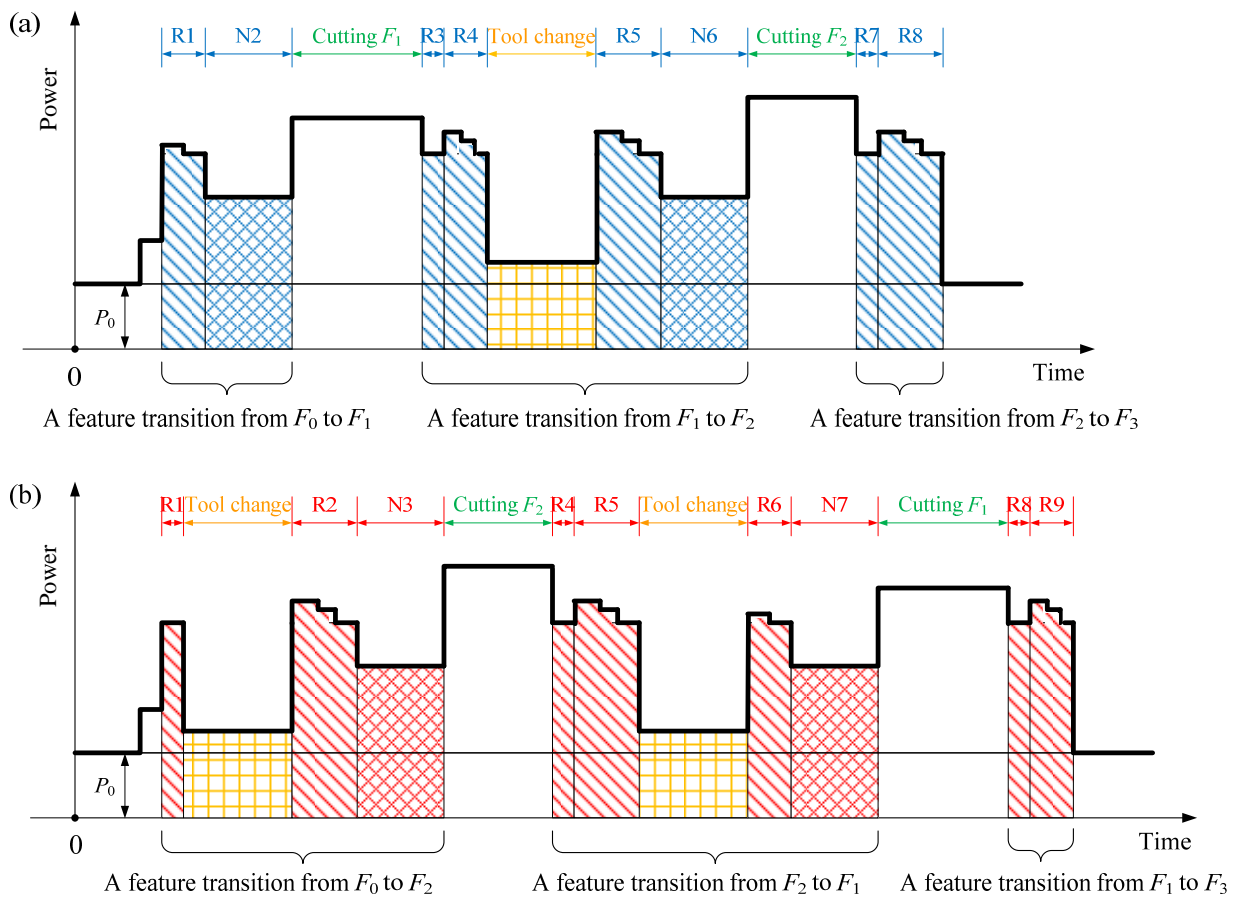 (a)
R1 N2 Cutting F1 R3 R4 Tool change R5 N6 Cutting F2 R7 R8
Power
P0
0
Time
A feature transition from F0 to F1
A feature transition from F1 to F2
A feature transition from F2 to F3
(b)
R1 Tool change R2 N3 Cutting F2 R4 R5 Tool change R6 N7 Cutting F1 R8 R9
Power
P0
0
Time
A feature transition from F0 to F2
A feature transition from F2 to F1
A feature transition from F1 to F3